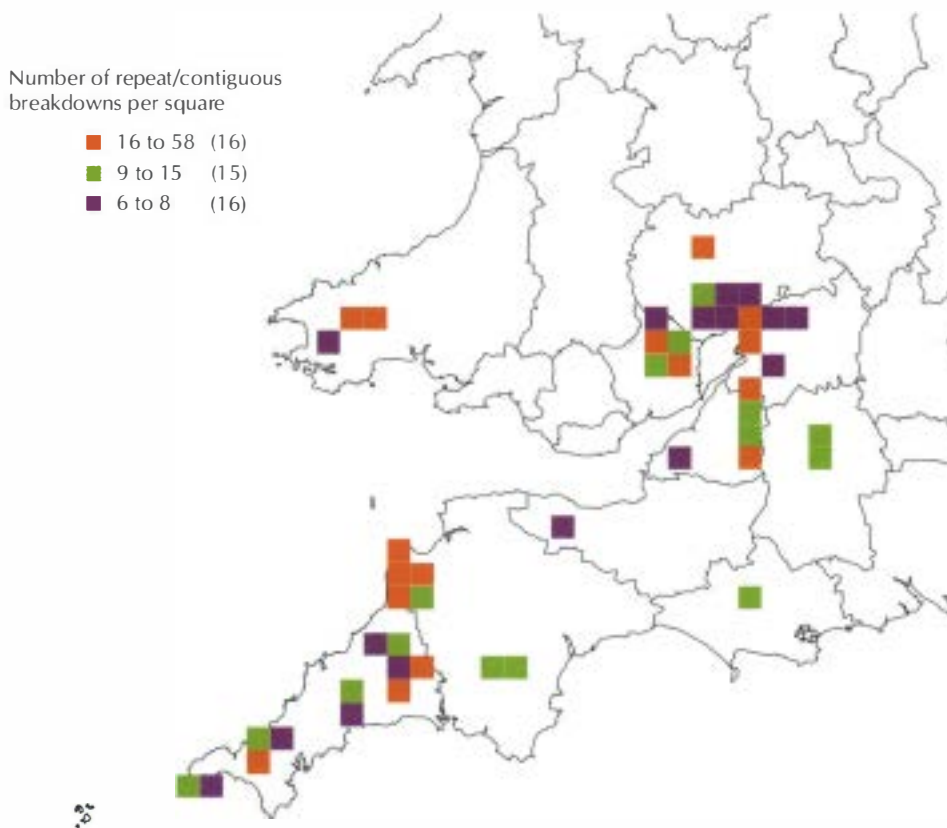 Number of repeat/contiguous
breakdowns per square
16 to 58 (16)
9 to 15 (15)
6 to 8 (16)